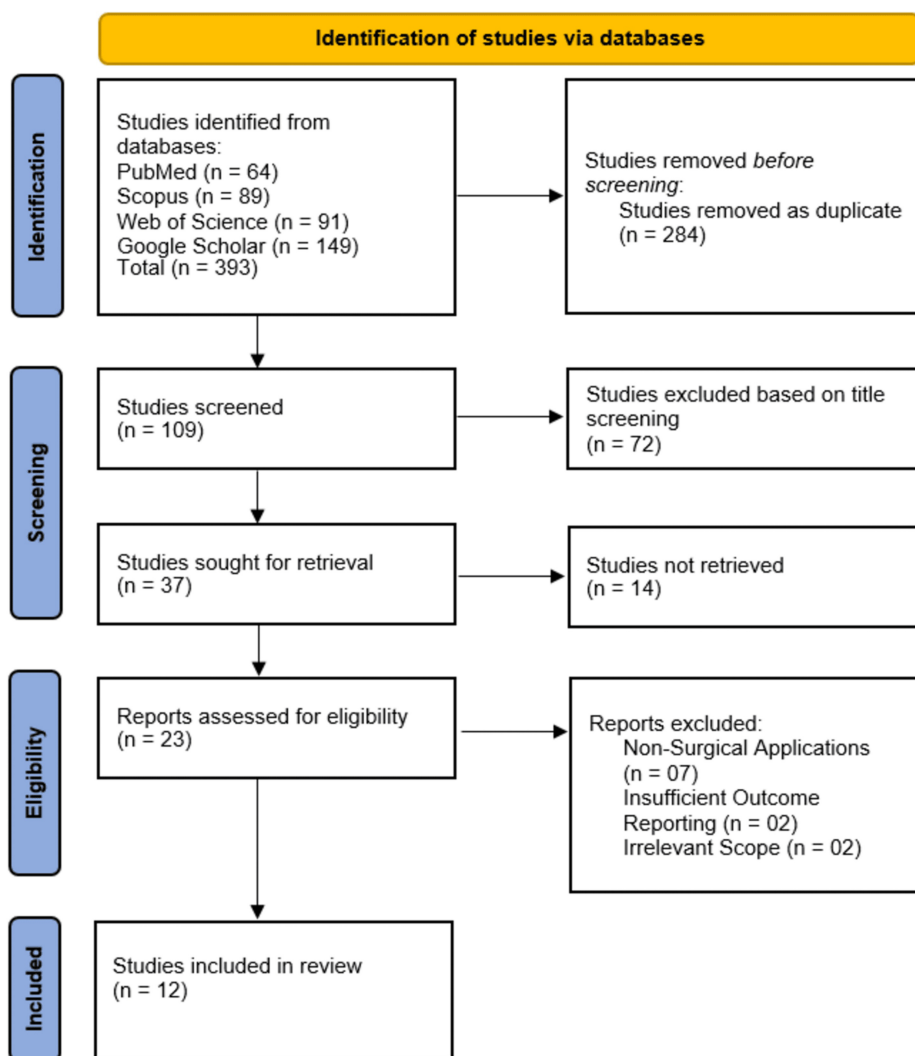 Identification of studies via databases
Identification
Studies identified from
databases:
PubMed (n = 64)
Scopus (n = 89)
Web of Science (n = 91)
Google Scholar (n = 149)
Total (n = 393)
Studies removed before
screening:
Studies removed as duplicate
(n = 284)
Screening
Studies screened
(n = 109)
Studies excluded based on title
screening
(n = 72)
Studies sought for retrieval
(n = 37)
Studies not retrieved
(n = 14)
Eligibility
Reports assessed for eligibility
(n = 23)
Reports excluded:
Non-Surgical Applications
(n = 07)
Insufficient Outcome
Reporting (n = 02)
Irrelevant Scope (n = 02)
Included
Studies included in review
(n = 12)